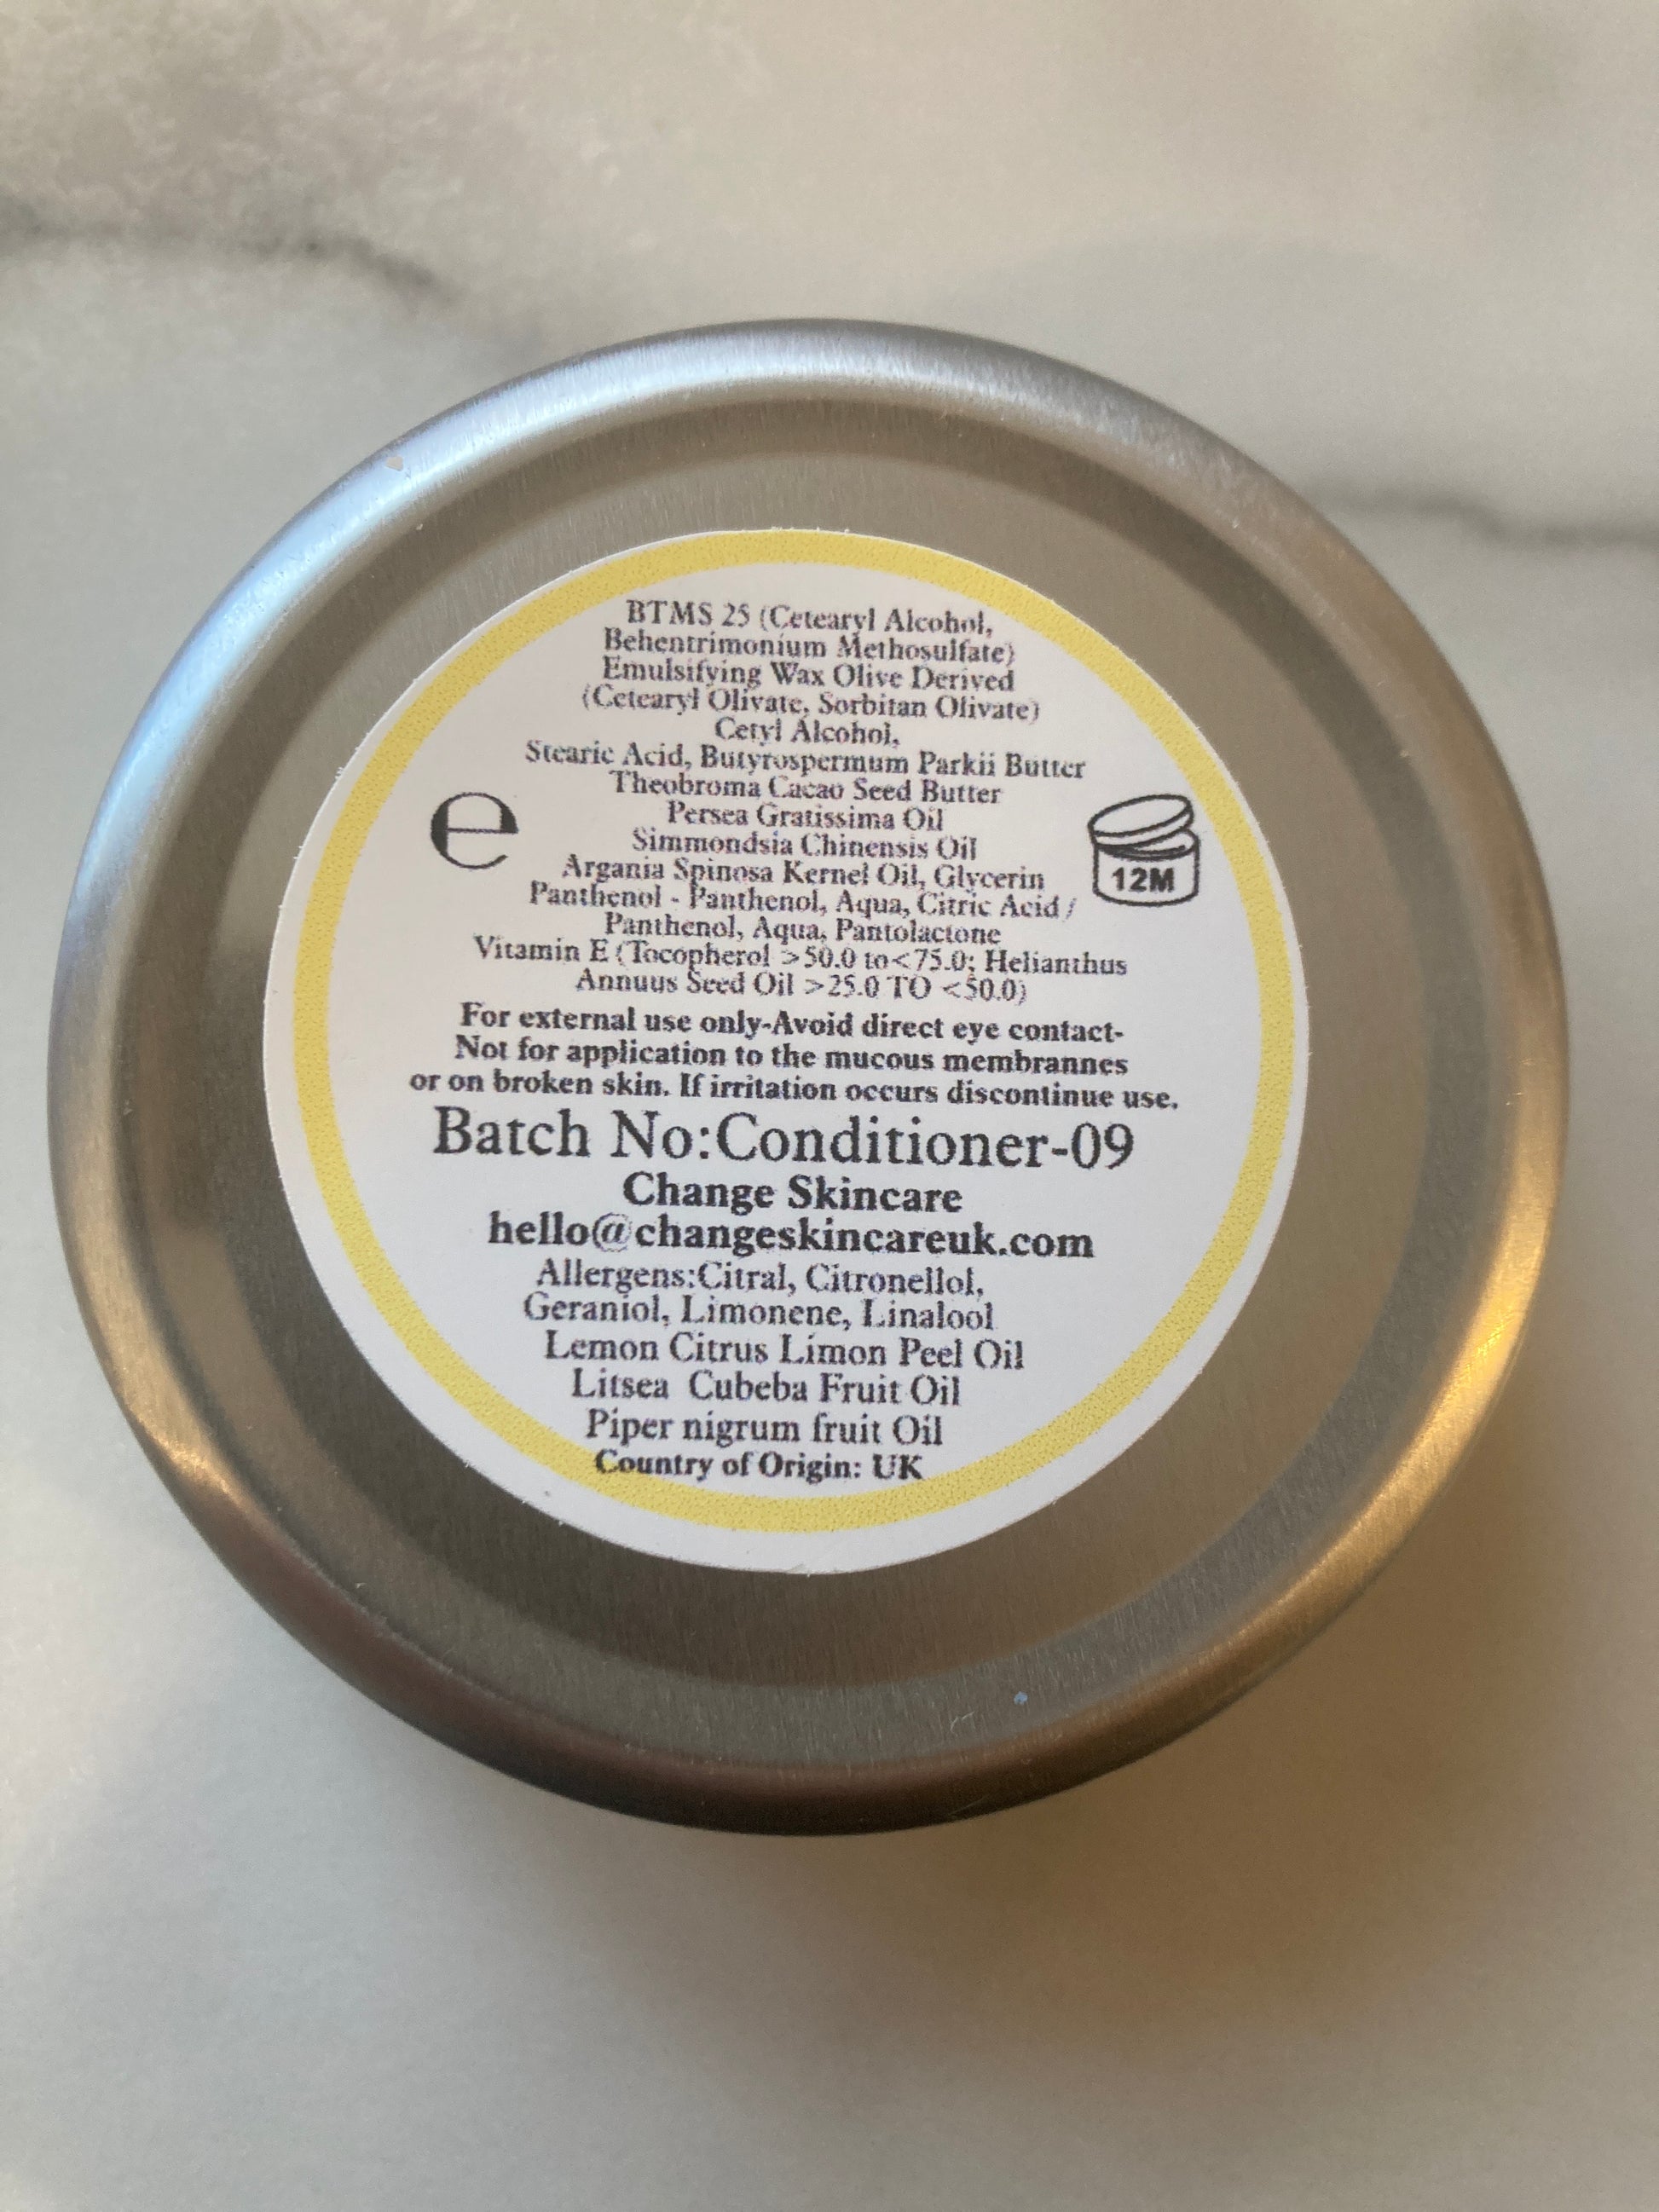 BTMS 25 (Cetearyl Alcohol,
Behentrimonium Methosulfate)
Emulsifying Wax Olive Derived
(Cetearyl Olivate, Sorbitan Olivate)
Cetyl Alcohol,
Stearic Acid, Butyrospermum Parkii Butter
Theobroma Cacao Seed Butter
Persea Gratissima Oil
Simmondsia Chinensis Oil
Argania Spinosa Kernel Oil, Glycerin
Panthenol - Panthenol, Aqua, Citric Acid /
Panthenol, Aqua, Pantolactone
Vitamin E (Tocopherol >50.0 to<75.0; Helianthus
Annuus Seed Oil >25.0 TO <50.0)
e
12M
For external use only-Avoid direct eye contact-
Not for application to the mucous membrannes
or on broken skin. If irritation occurs discontinue use.
Batch No:Conditioner-09
Change Skincare
hello@changeskincareuk.com
Allergens:Citral, Citronellol,
Geraniol, Limonene, Linalool
Lemon Citrus Limon Peel Oil
Litsea Cubeba Fruit Oil
Piper nigrum fruit Oil
Country of Origin: UK